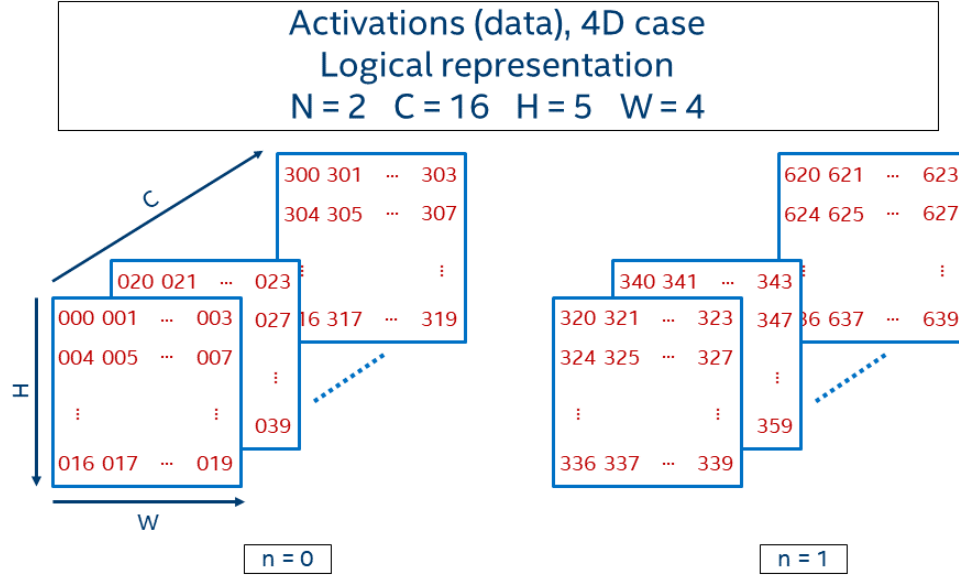 Activations (data), 4D case
Logical representation
N = 2 C = 16 H = 5 W = 4
C
300 301 ... 303
304 305 ... 307
⋮ ⋮
16 317 ... 319
020 021 ... 023
027
⋮
039
000 001 ... 003
004 005 ... 007
⋮ ⋮
016 017 ... 019
H
W
n = 0
620 621 ... 623
624 625 ... 627
⋮ ⋮
36 637 ... 639
340 341 ... 343
347
⋮
359
320 321 ... 323
324 325 ... 327
⋮ ⋮
336 337 ... 339
n = 1